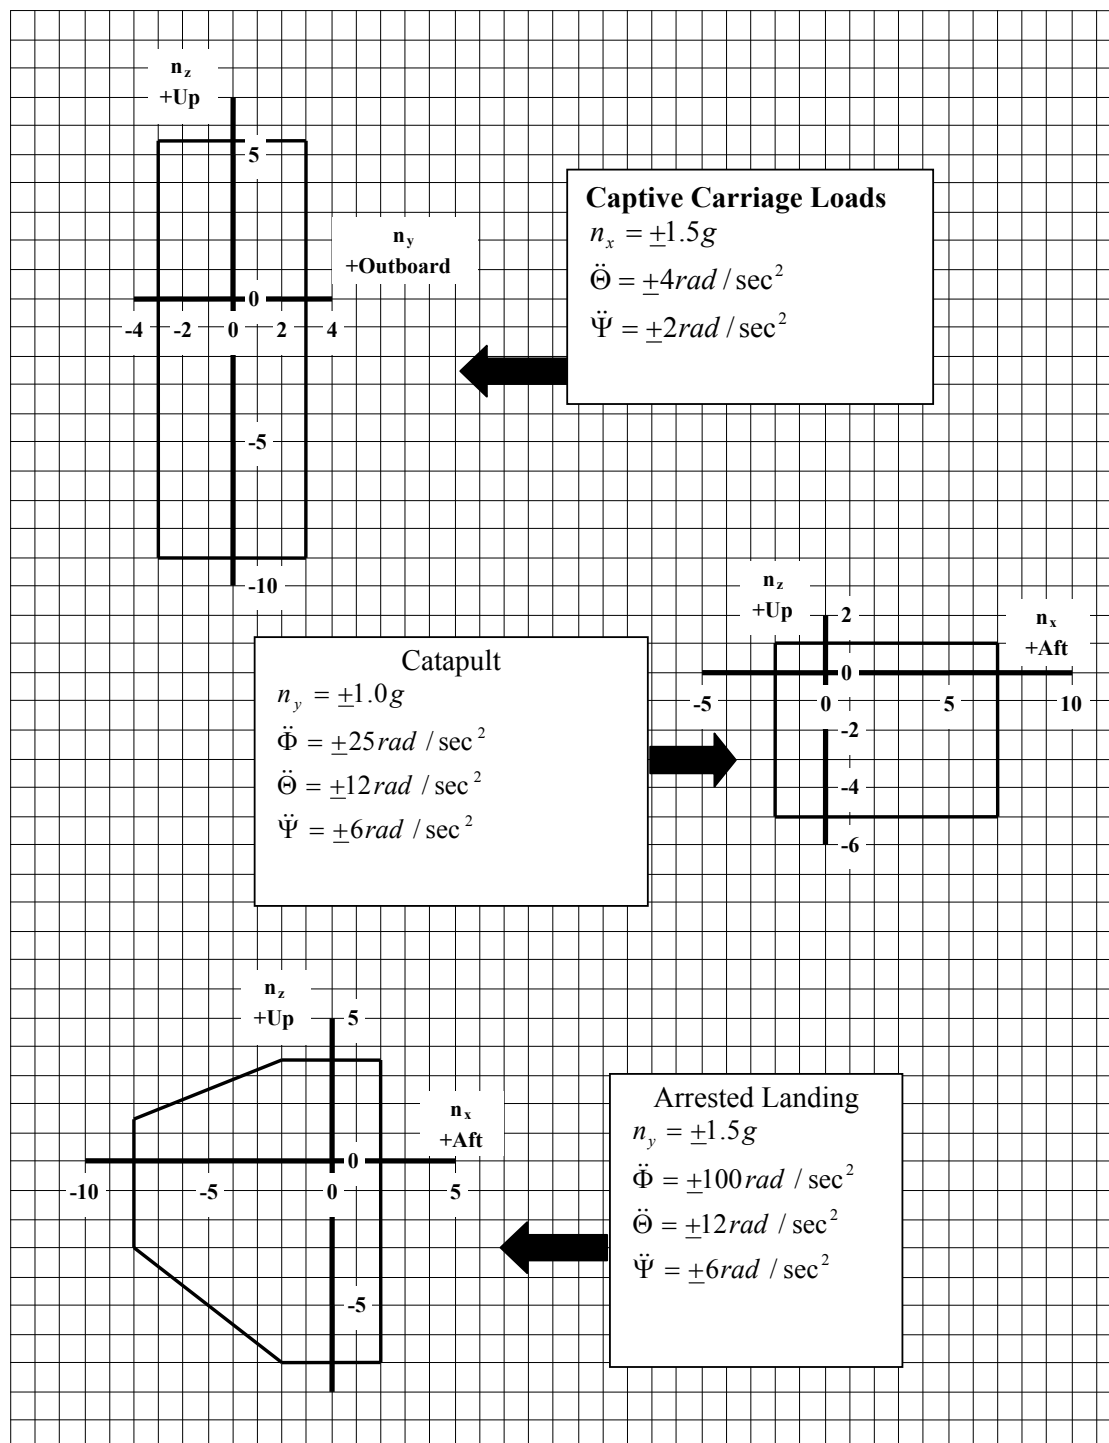 n_z
+Up
5
n_y
+Outboard
0
-4 -2 0 2 4
-5
-10
Captive Carriage Loads
n_x = ±1.5g
Θ̈ = ±4rad / sec²
Ψ̈ = ±2rad / sec²
n_z
+Up
2
n_x
+Aft
0
-5 0 5 10
-2
-4
-6
Catapult
n_y = ±1.0g
Φ̈ = ±25rad / sec²
Θ̈ = ±12rad / sec²
Ψ̈ = ±6rad / sec²
n_z
+Up
5
n_x
+Aft
0
-10 -5 0 5
-5
Arrested Landing
n_y = ±1.5g
Φ̈ = ±100rad / sec²
Θ̈ = ±12rad / sec²
Ψ̈ = ±6rad / sec²